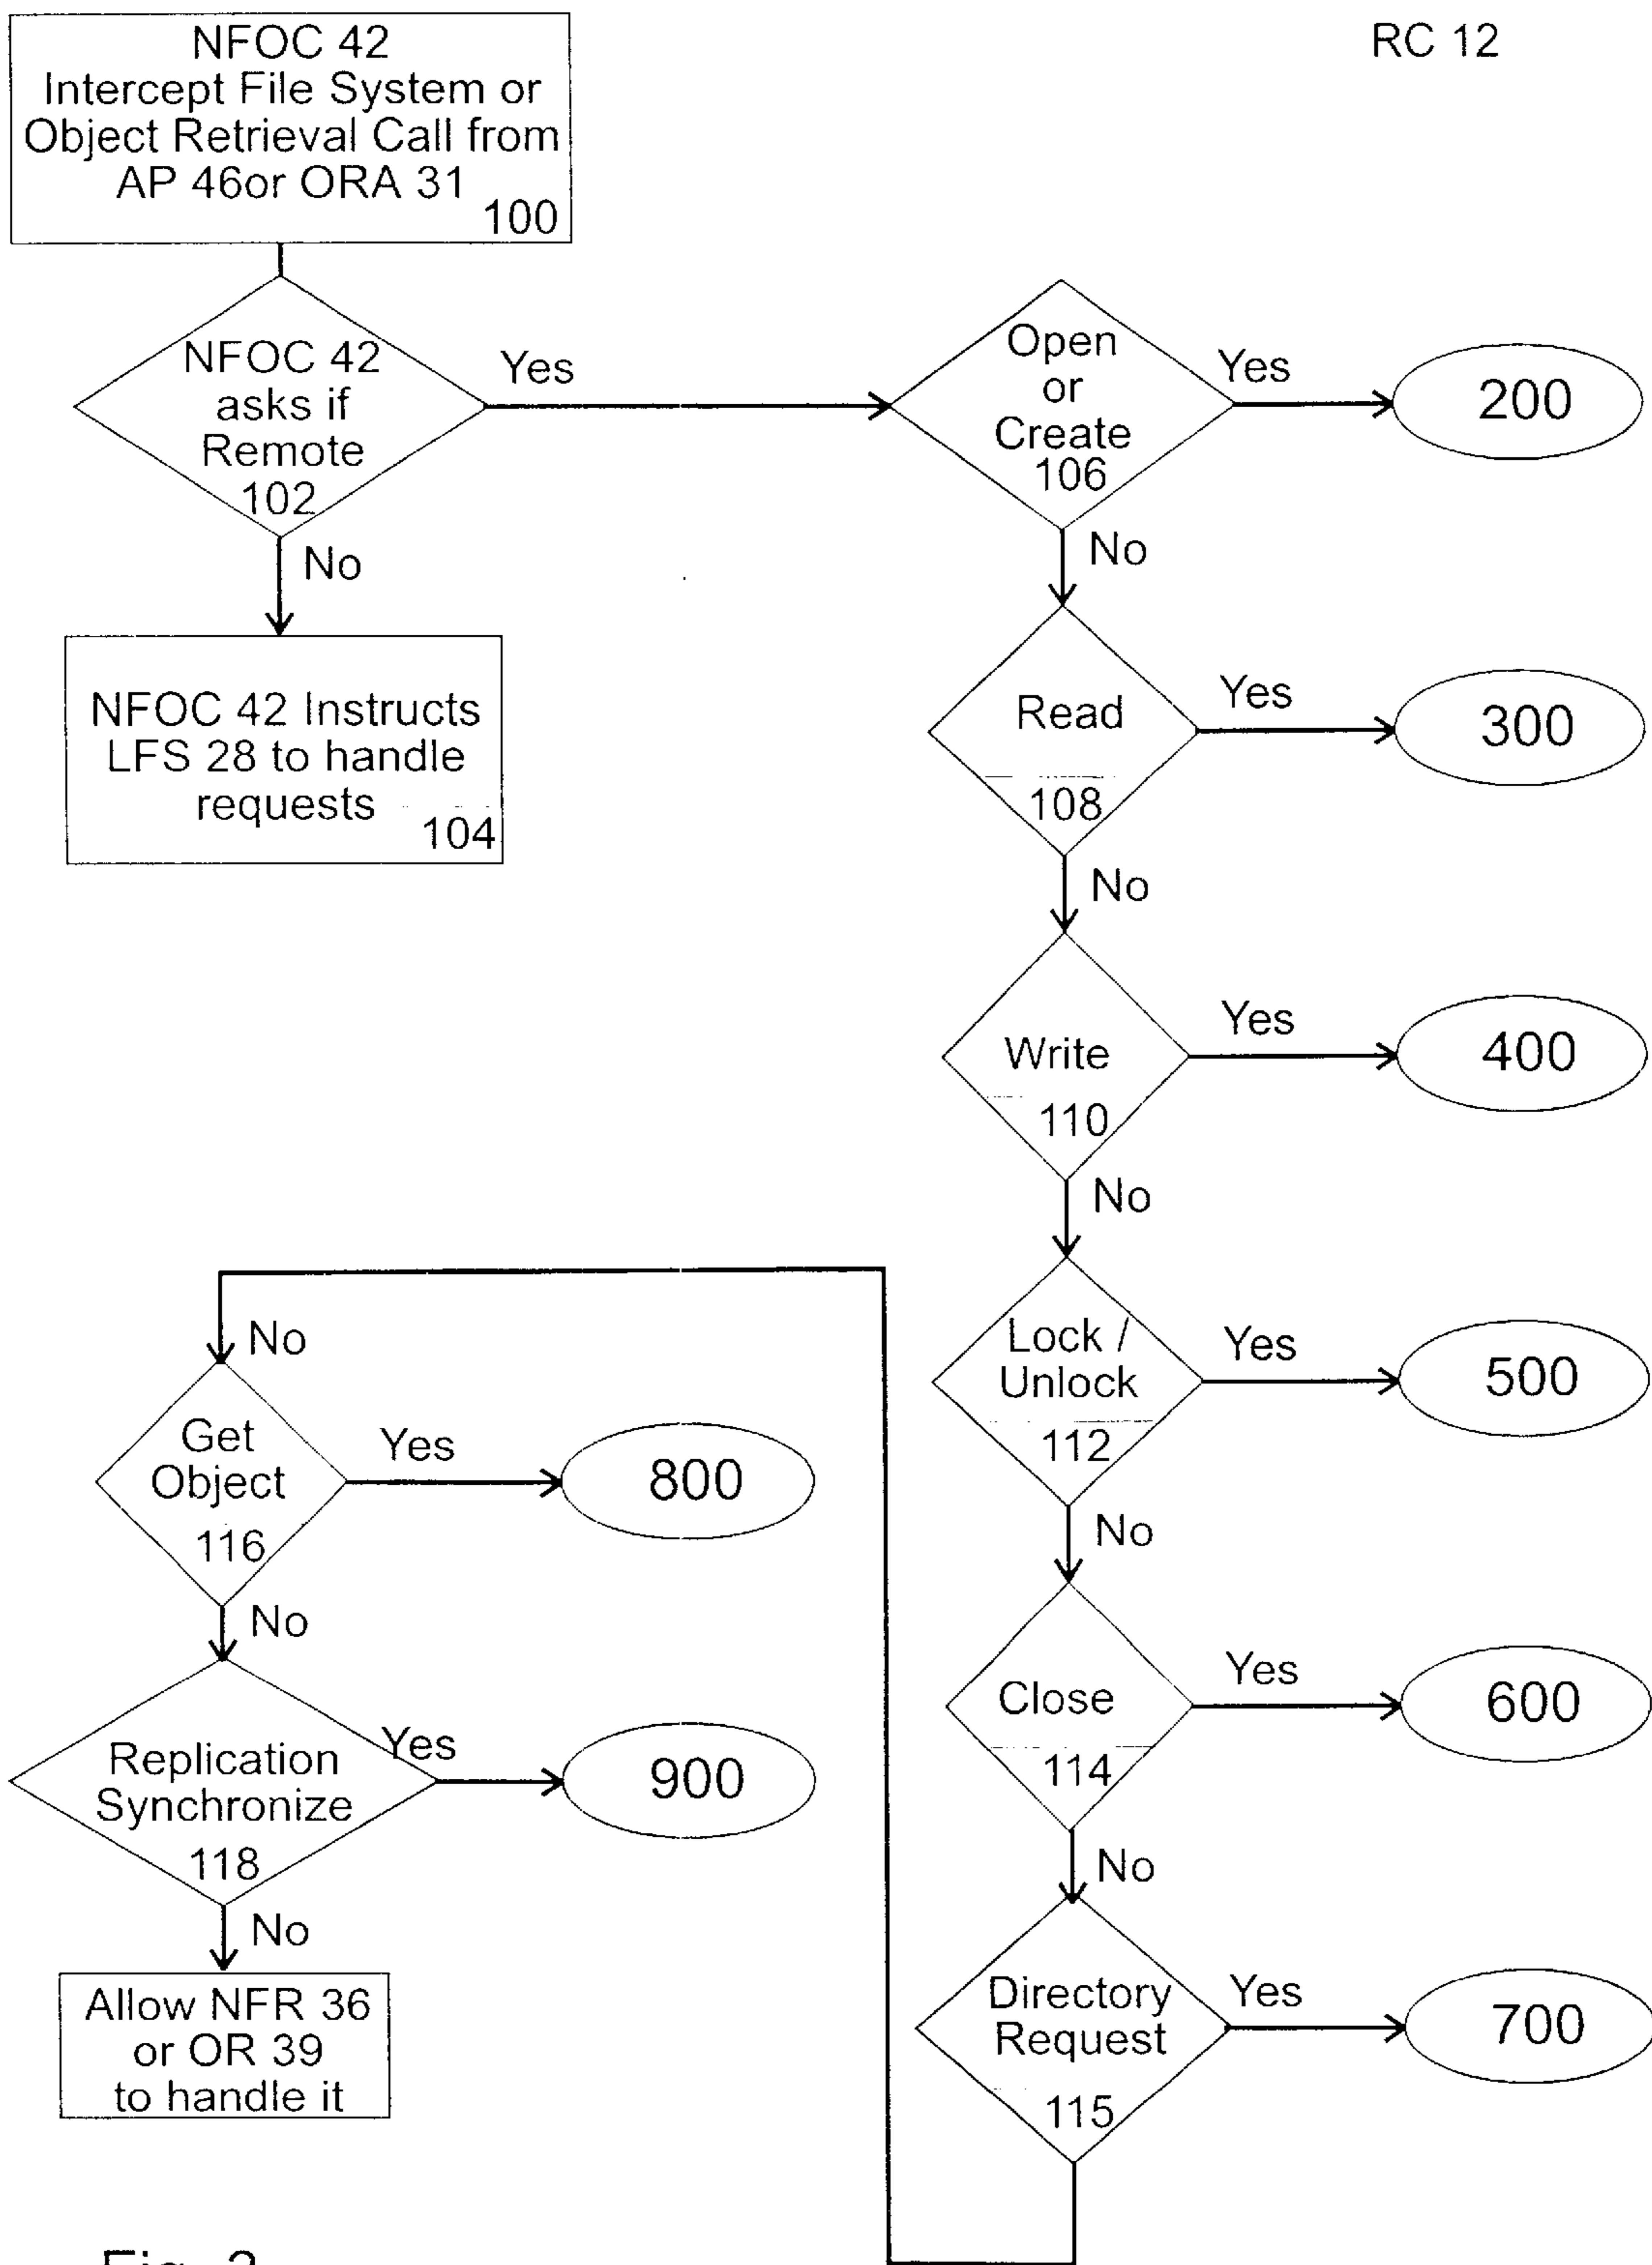 RC 12
NFOC 42
Intercept File System or
Object Retrieval Call from
AP 46or ORA 31
100
NFOC 42
asks if
Remote
102
Yes
No
NFOC 42 Instructs
LFS 28 to handle
requests
104
Open
or
Create
106
Yes
200
No
Read
108
Yes
300
No
Write
110
Yes
400
No
Lock /
Unlock
112
Yes
500
No
Close
114
Yes
600
No
Directory
Request
115
Yes
700
No
Get
Object
116
Yes
800
No
Replication
Synchronize
118
Yes
900
No
Allow NFR 36
or OR 39
to handle it